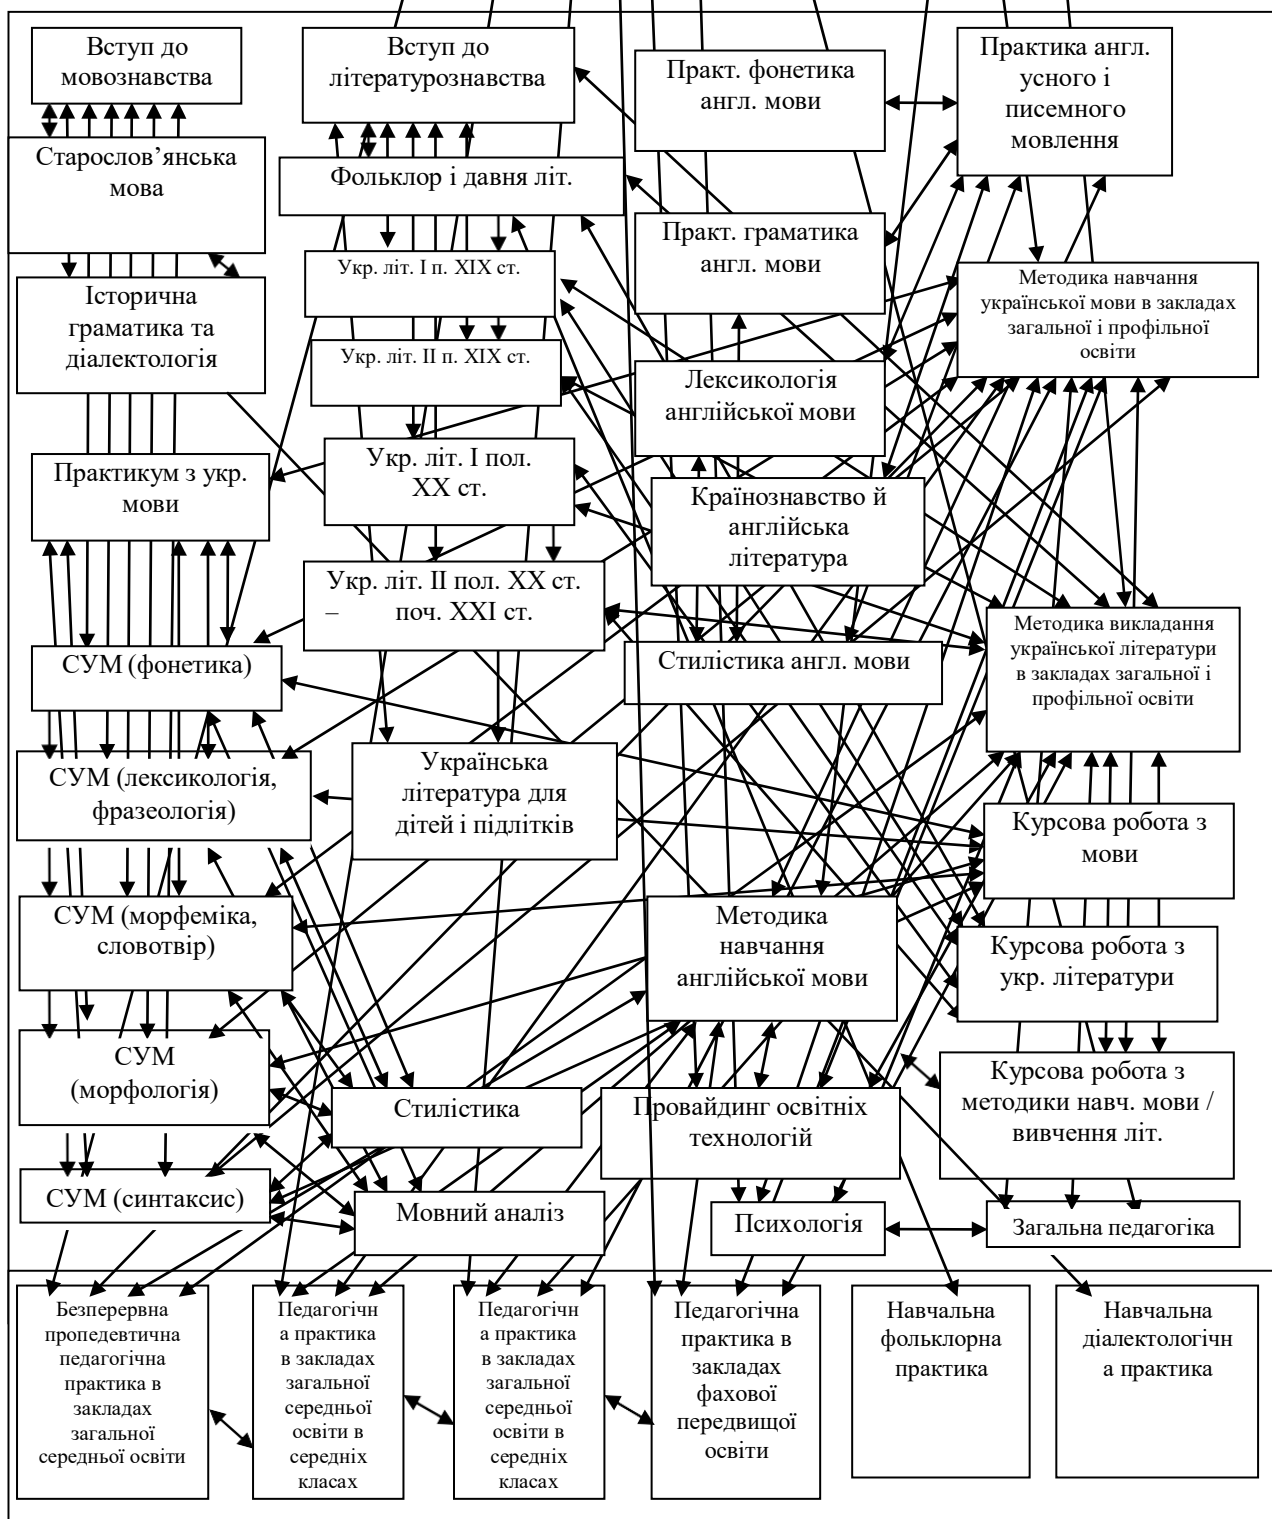 Вступ до
мовознавства
Вступ до
літературознавства
Практ. фонетика
англ. мови
Практика англ.
усного і
писемного
мовлення
Старослов’янська
мова
Фольклор і давня літ.
Практ. граматика
англ. мови
Укр. літ. І п. ХІХ ст.
Методика навчання
української мови в закладах
загальної і профільної
освіти
Історична
граматика та
діалектологія
Укр. літ. ІІ п. ХІХ ст.
Лексикологія
англійської мови
Укр. літ. І пол.
ХХ ст.
Практикум з укр.
мови
Країнознавство й
англійська
література
Укр. літ. ІІ пол. ХХ ст.
– поч. ХХІ ст.
Методика викладання
української літератури
в закладах загальної і
профільної освіти
СУМ (фонетика)
Стилістика англ. мови
СУМ (лексикологія,
фразеологія)
Українська
література для
дітей і підлітків
Курсова робота з
мови
СУМ (морфеміка,
словотвір)
Методика
навчання
англійської мови
Курсова робота з
укр. літератури
СУМ
(морфологія)
Стилістика
Провайдинг освітніх
технологій
Курсова робота з
методики навч. мови /
вивчення літ.
СУМ (синтаксис)
Мовний аналіз
Психологія
Загальна педагогіка
Безперервна
пропедевтична
педагогічна
практика в
закладах
загальної
середньої освіти
Педагогічн
а практика
в закладах
загальної
середньої
освіти в
середніх
класах
Педагогічн
а практика
в закладах
загальної
середньої
освіти в
середніх
класах
Педагогічна
практика в
закладах
фахової
передвищої
освіти
Навчальна
фольклорна
практика
Навчальна
діалектологічн
а практика